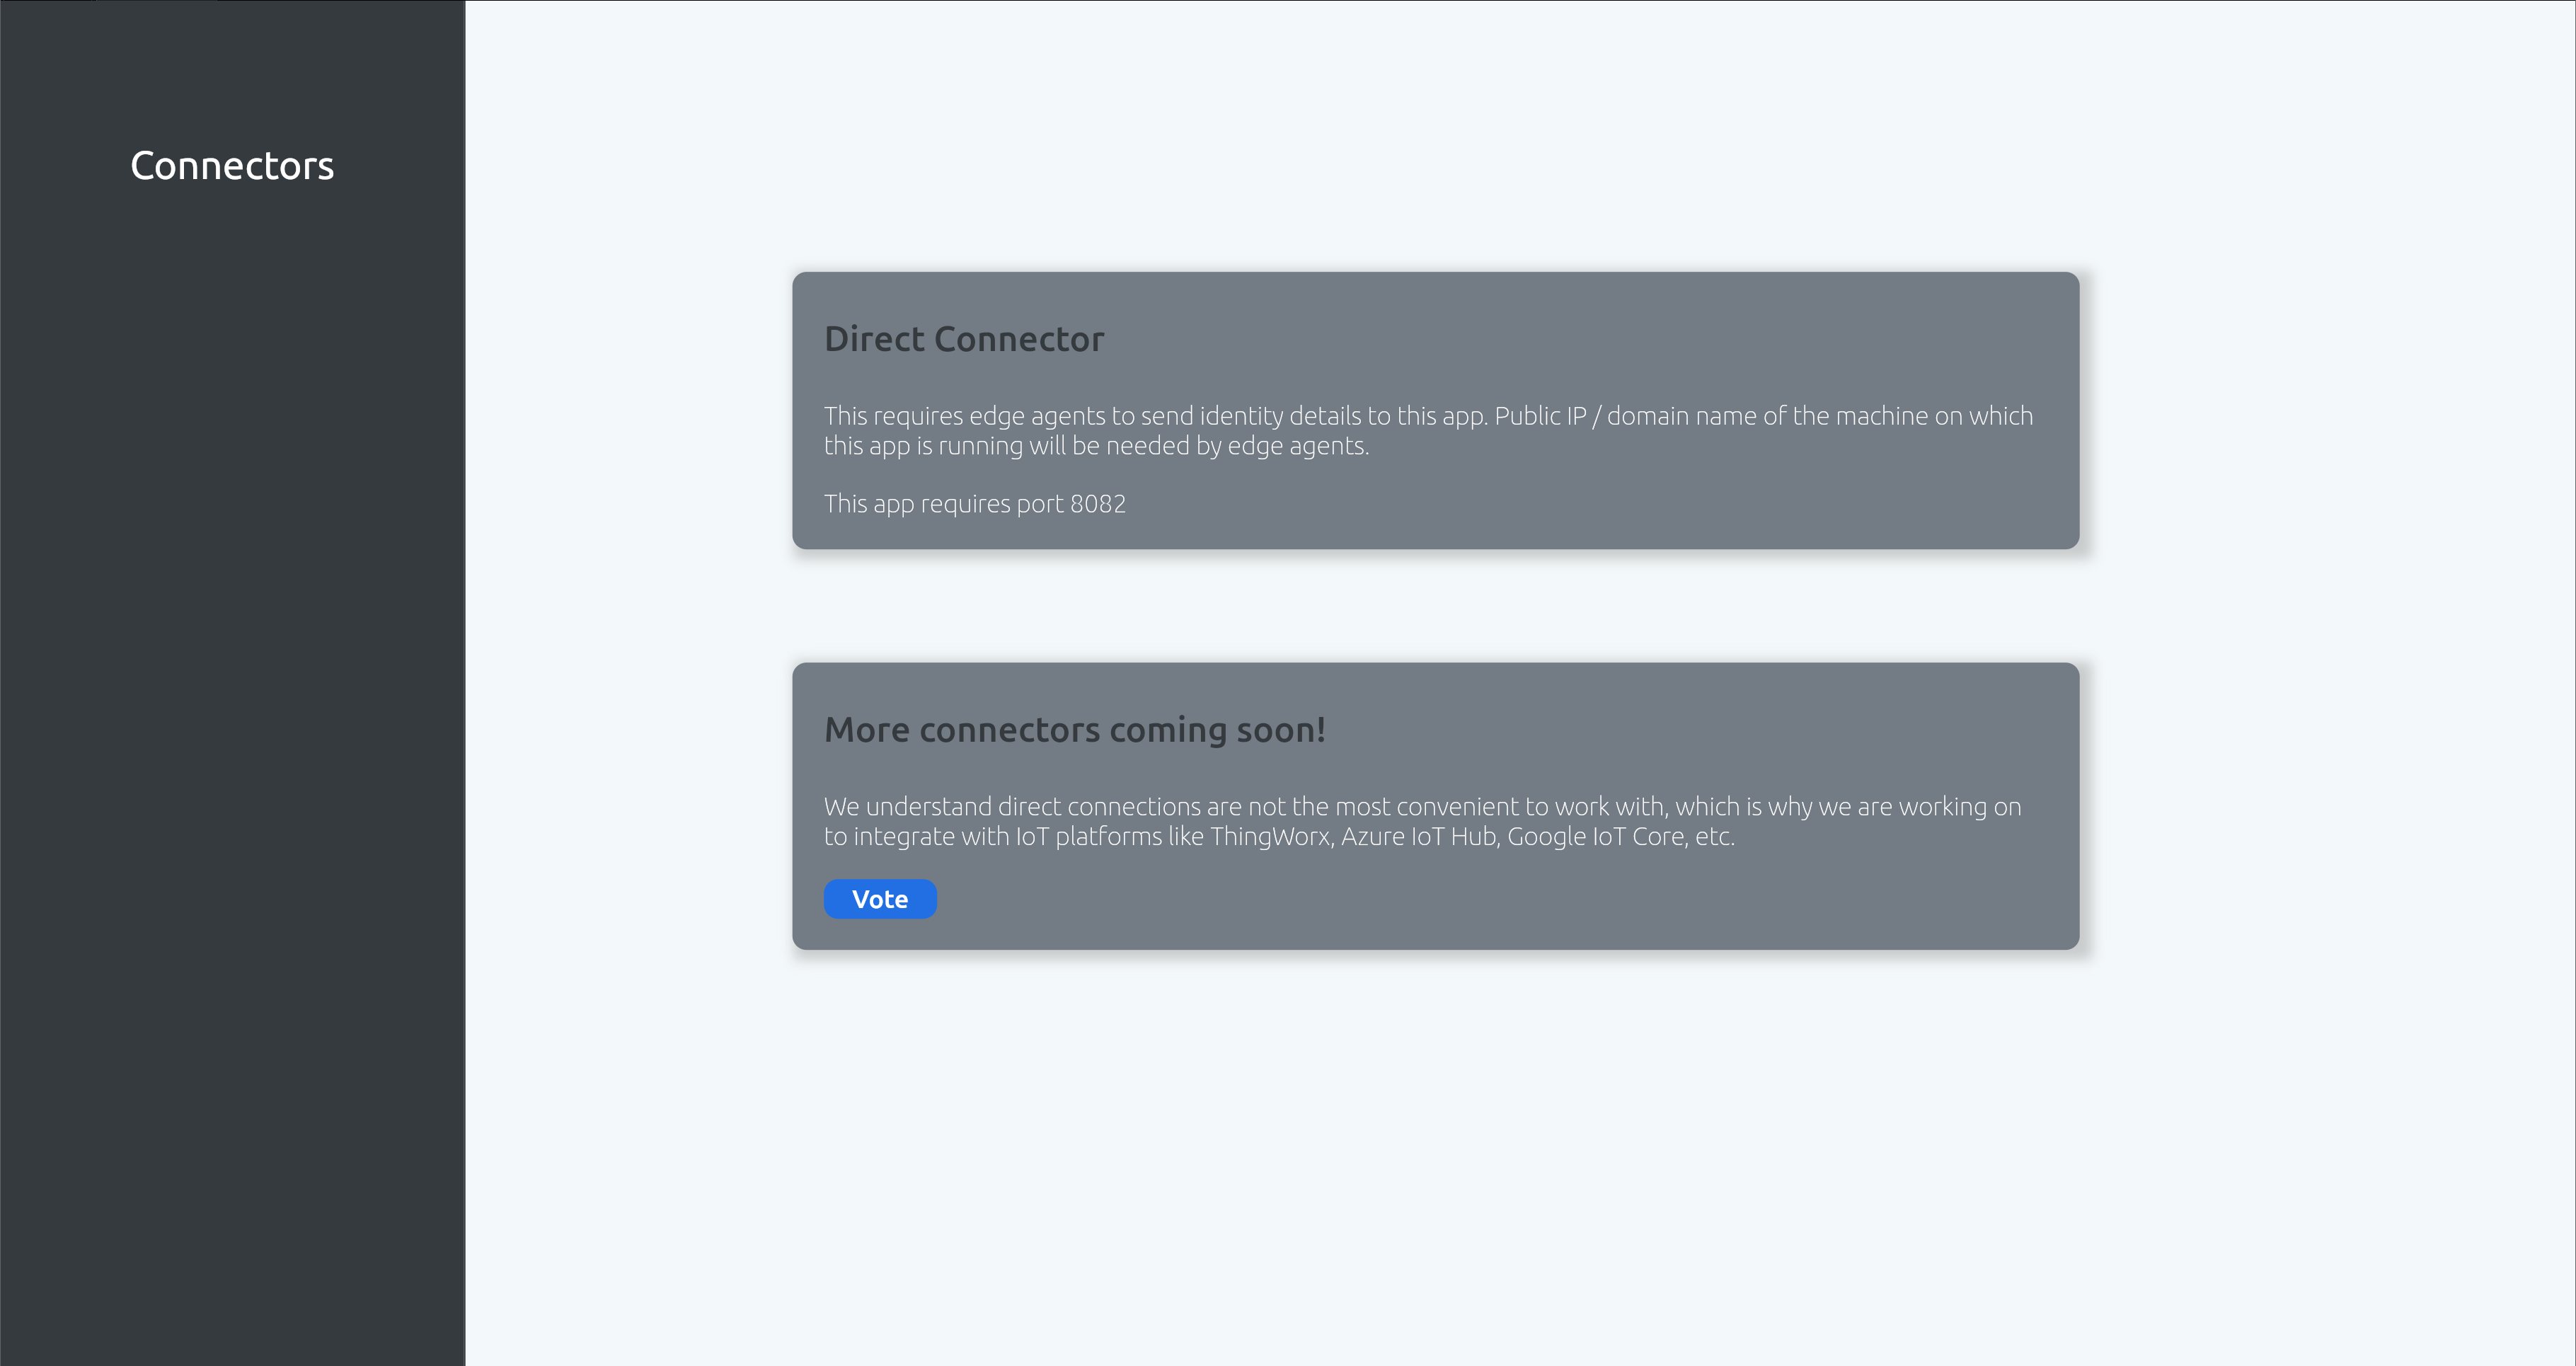 Connectors
Direct Connector
This requires edge agents to send identity details to this app. Public IP / domain name of the machine on which
this app is running will be needed by edge agents.
This app requires port 8082
More connectors coming soon!
We understand direct connections are not the most convenient to work with, which is why we are working on
to integrate with IoT platforms like ThingWorx, Azure IoT Hub, Google IoT Core, etc.
Vote